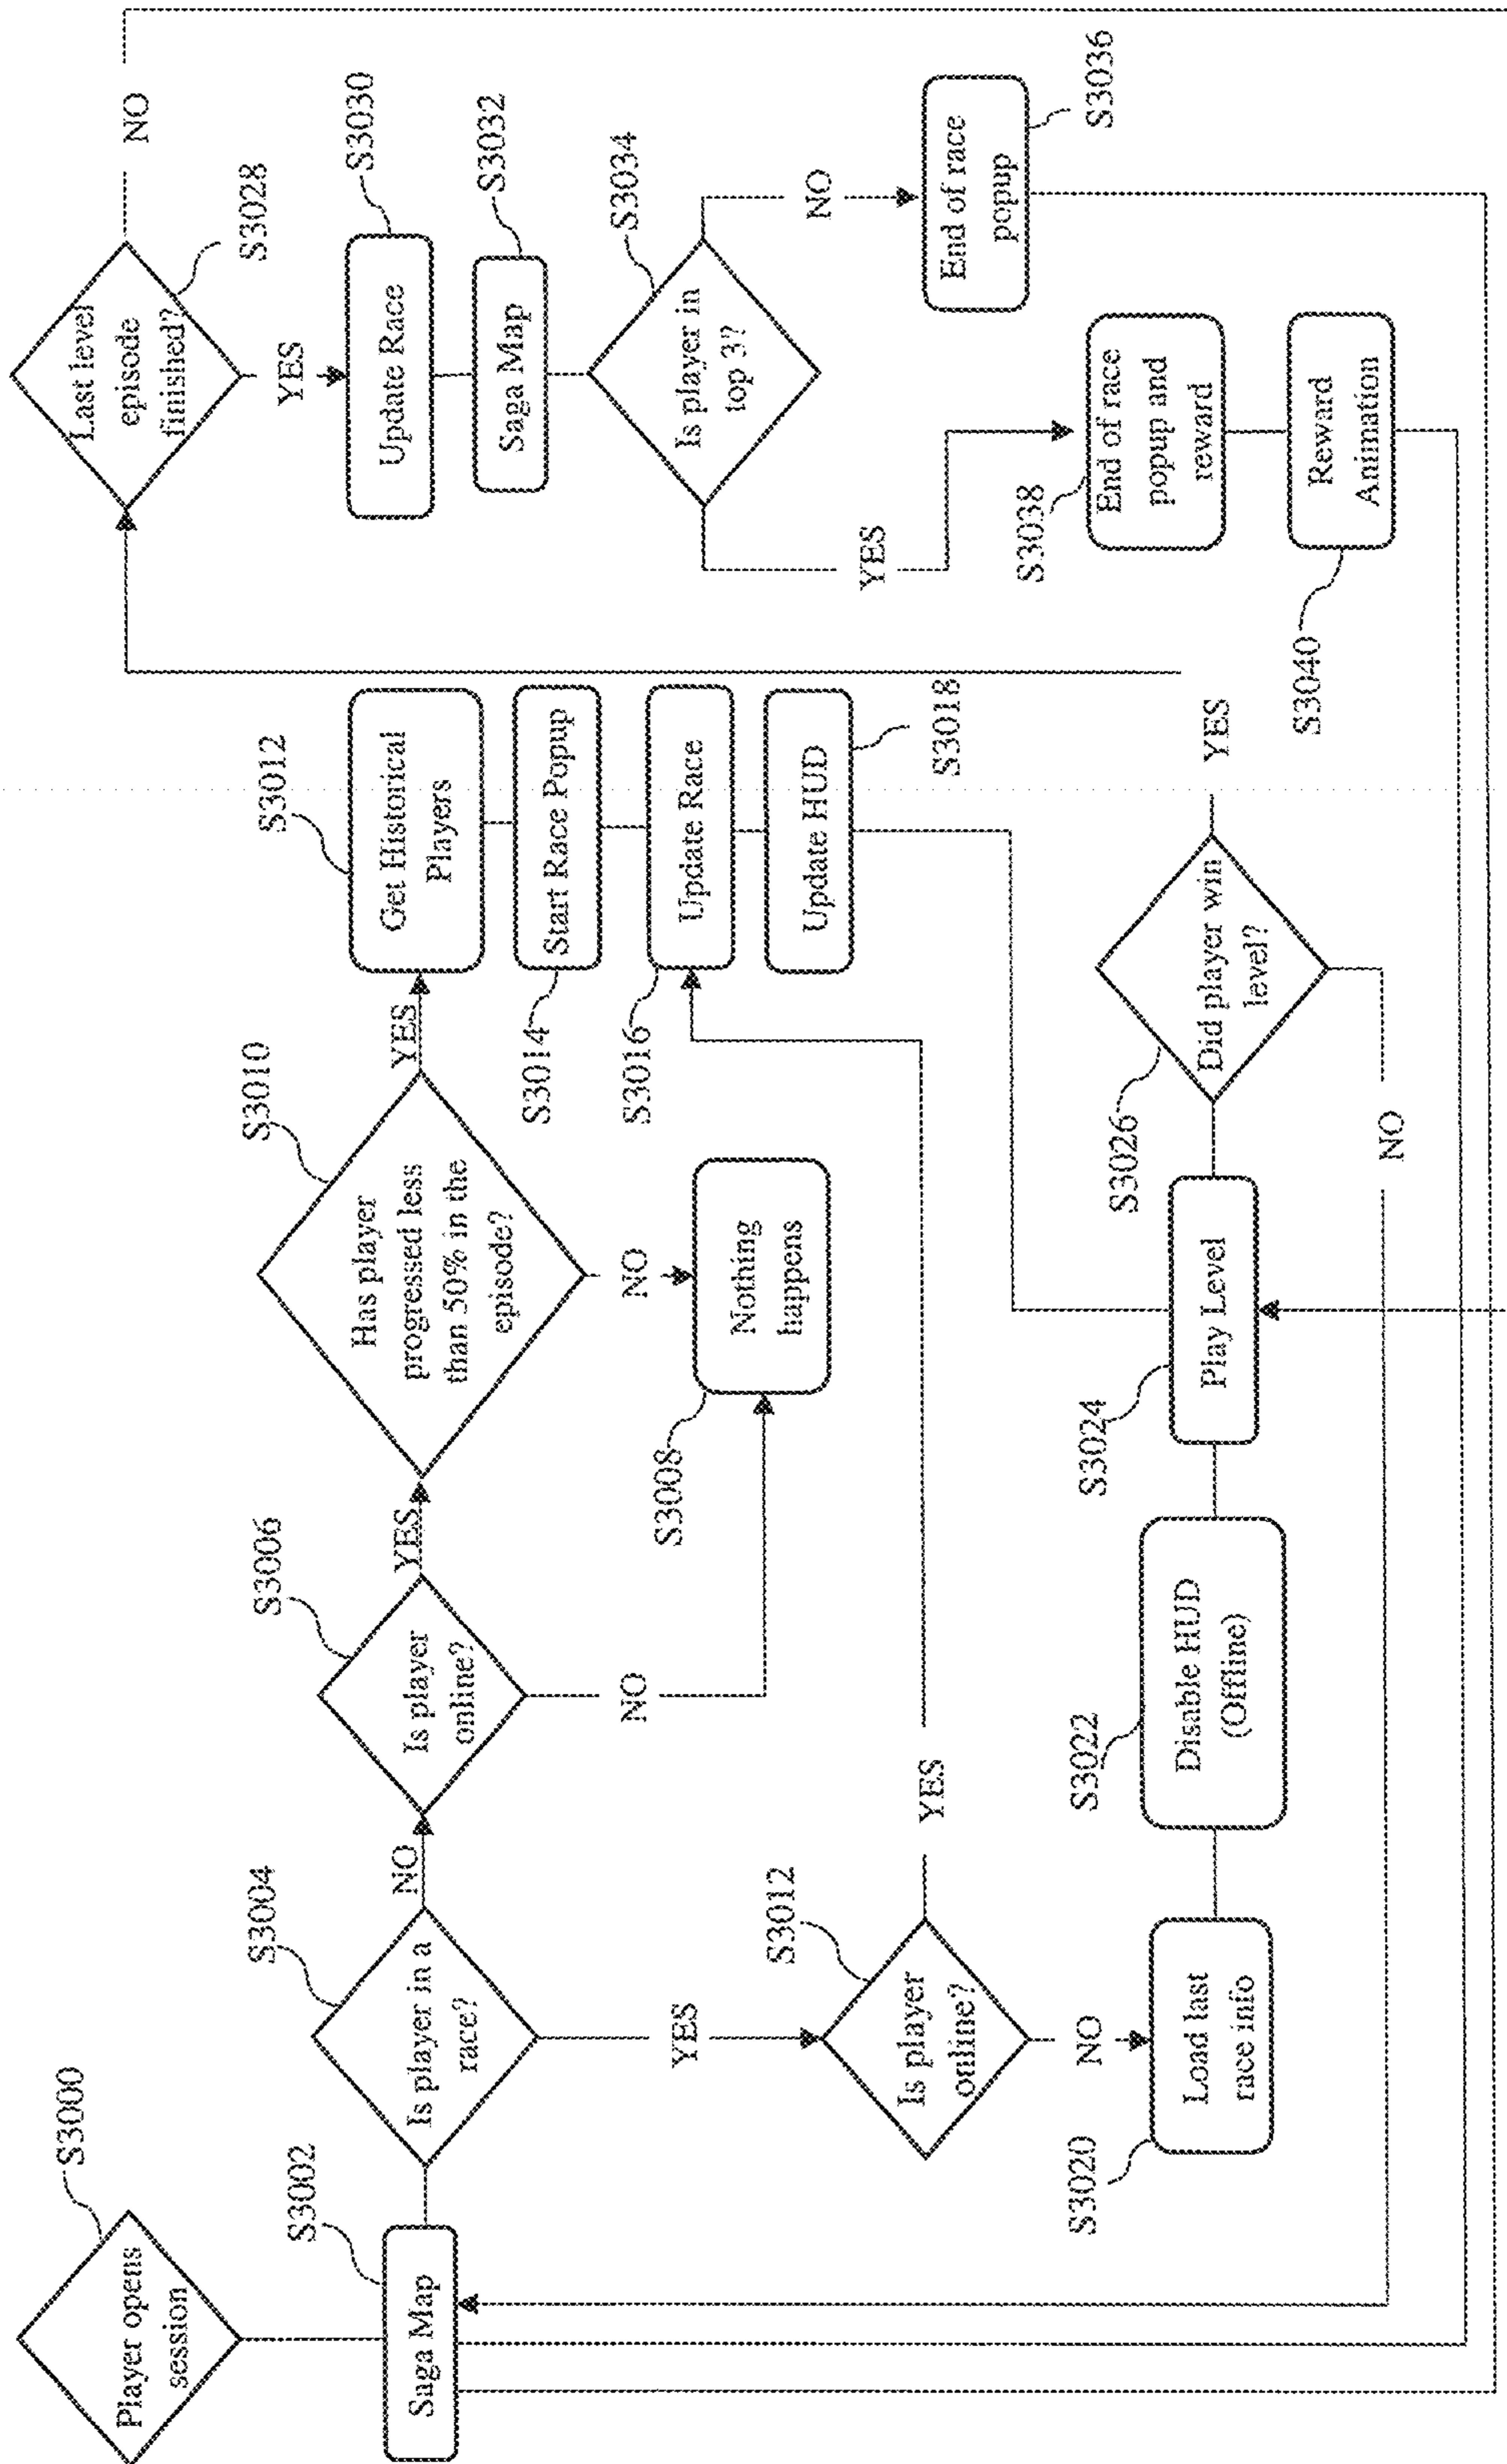 S3000
Player opens
session
S3002
Saga Map
S3004
Is player in a
race?
NO
S3006
Is player
online?
YES
S3010
Has player
progressed less
than 50% in the
episode?
YES
S3012
Get Historical
Players
S3014
Start Race Popup
S3016
Update Race
Update HUD
S3018
NO
NO
S3008
Nothing
happens
YES
S3012
Is player
online?
YES
NO
S3020
Load last
race info
S3022
Disable HUD
(Offline)
S3024
Play Level
S3026
Did player win
level?
YES
NO
Last level
episode
finished?
NO
S3028
YES
S3030
Update Race
S3032
Saga Map
S3034
Is player in
top 3?
NO
YES
End of race
popup
S3036
S3038
End of race
popup and
reward
S3040
Reward
Animation